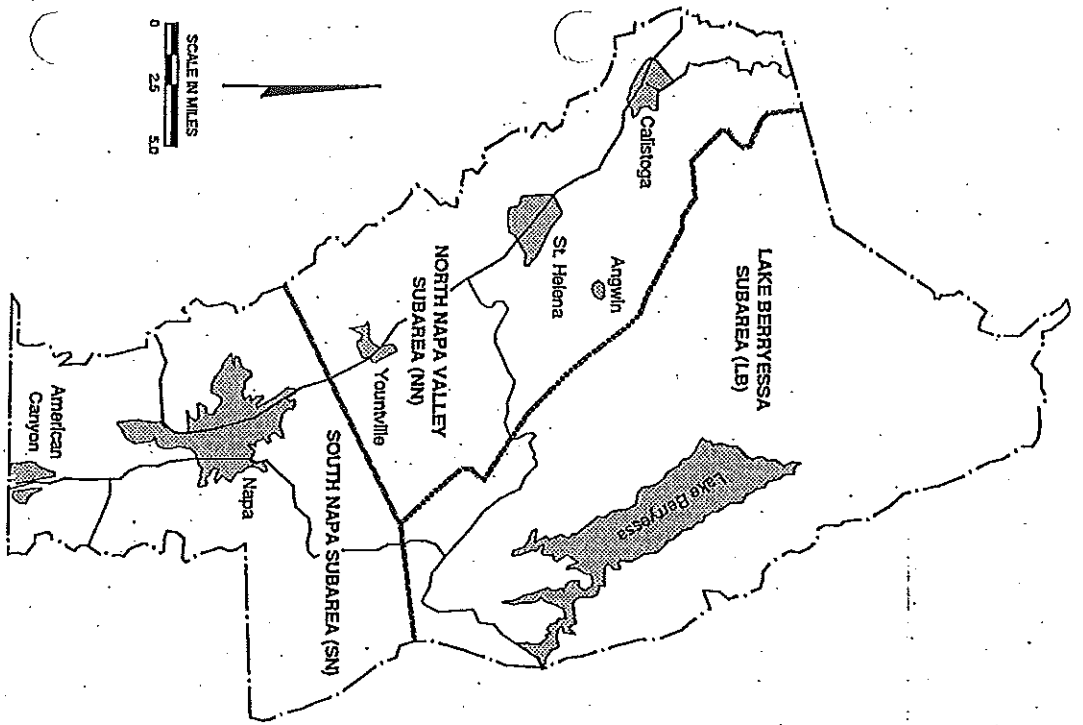 SCALE IN MILES
0 2.5 5.0
Calistoga
St. Helena
Angwin
LAKE BERRYESSA
SUBAREA (LB)
NORTH NAPA VALLEY
SUBAREA (NN)
Yountville
Lake Berryessa
SOUTH NAPA SUBAREA (SN)
Napa
American
Canyon